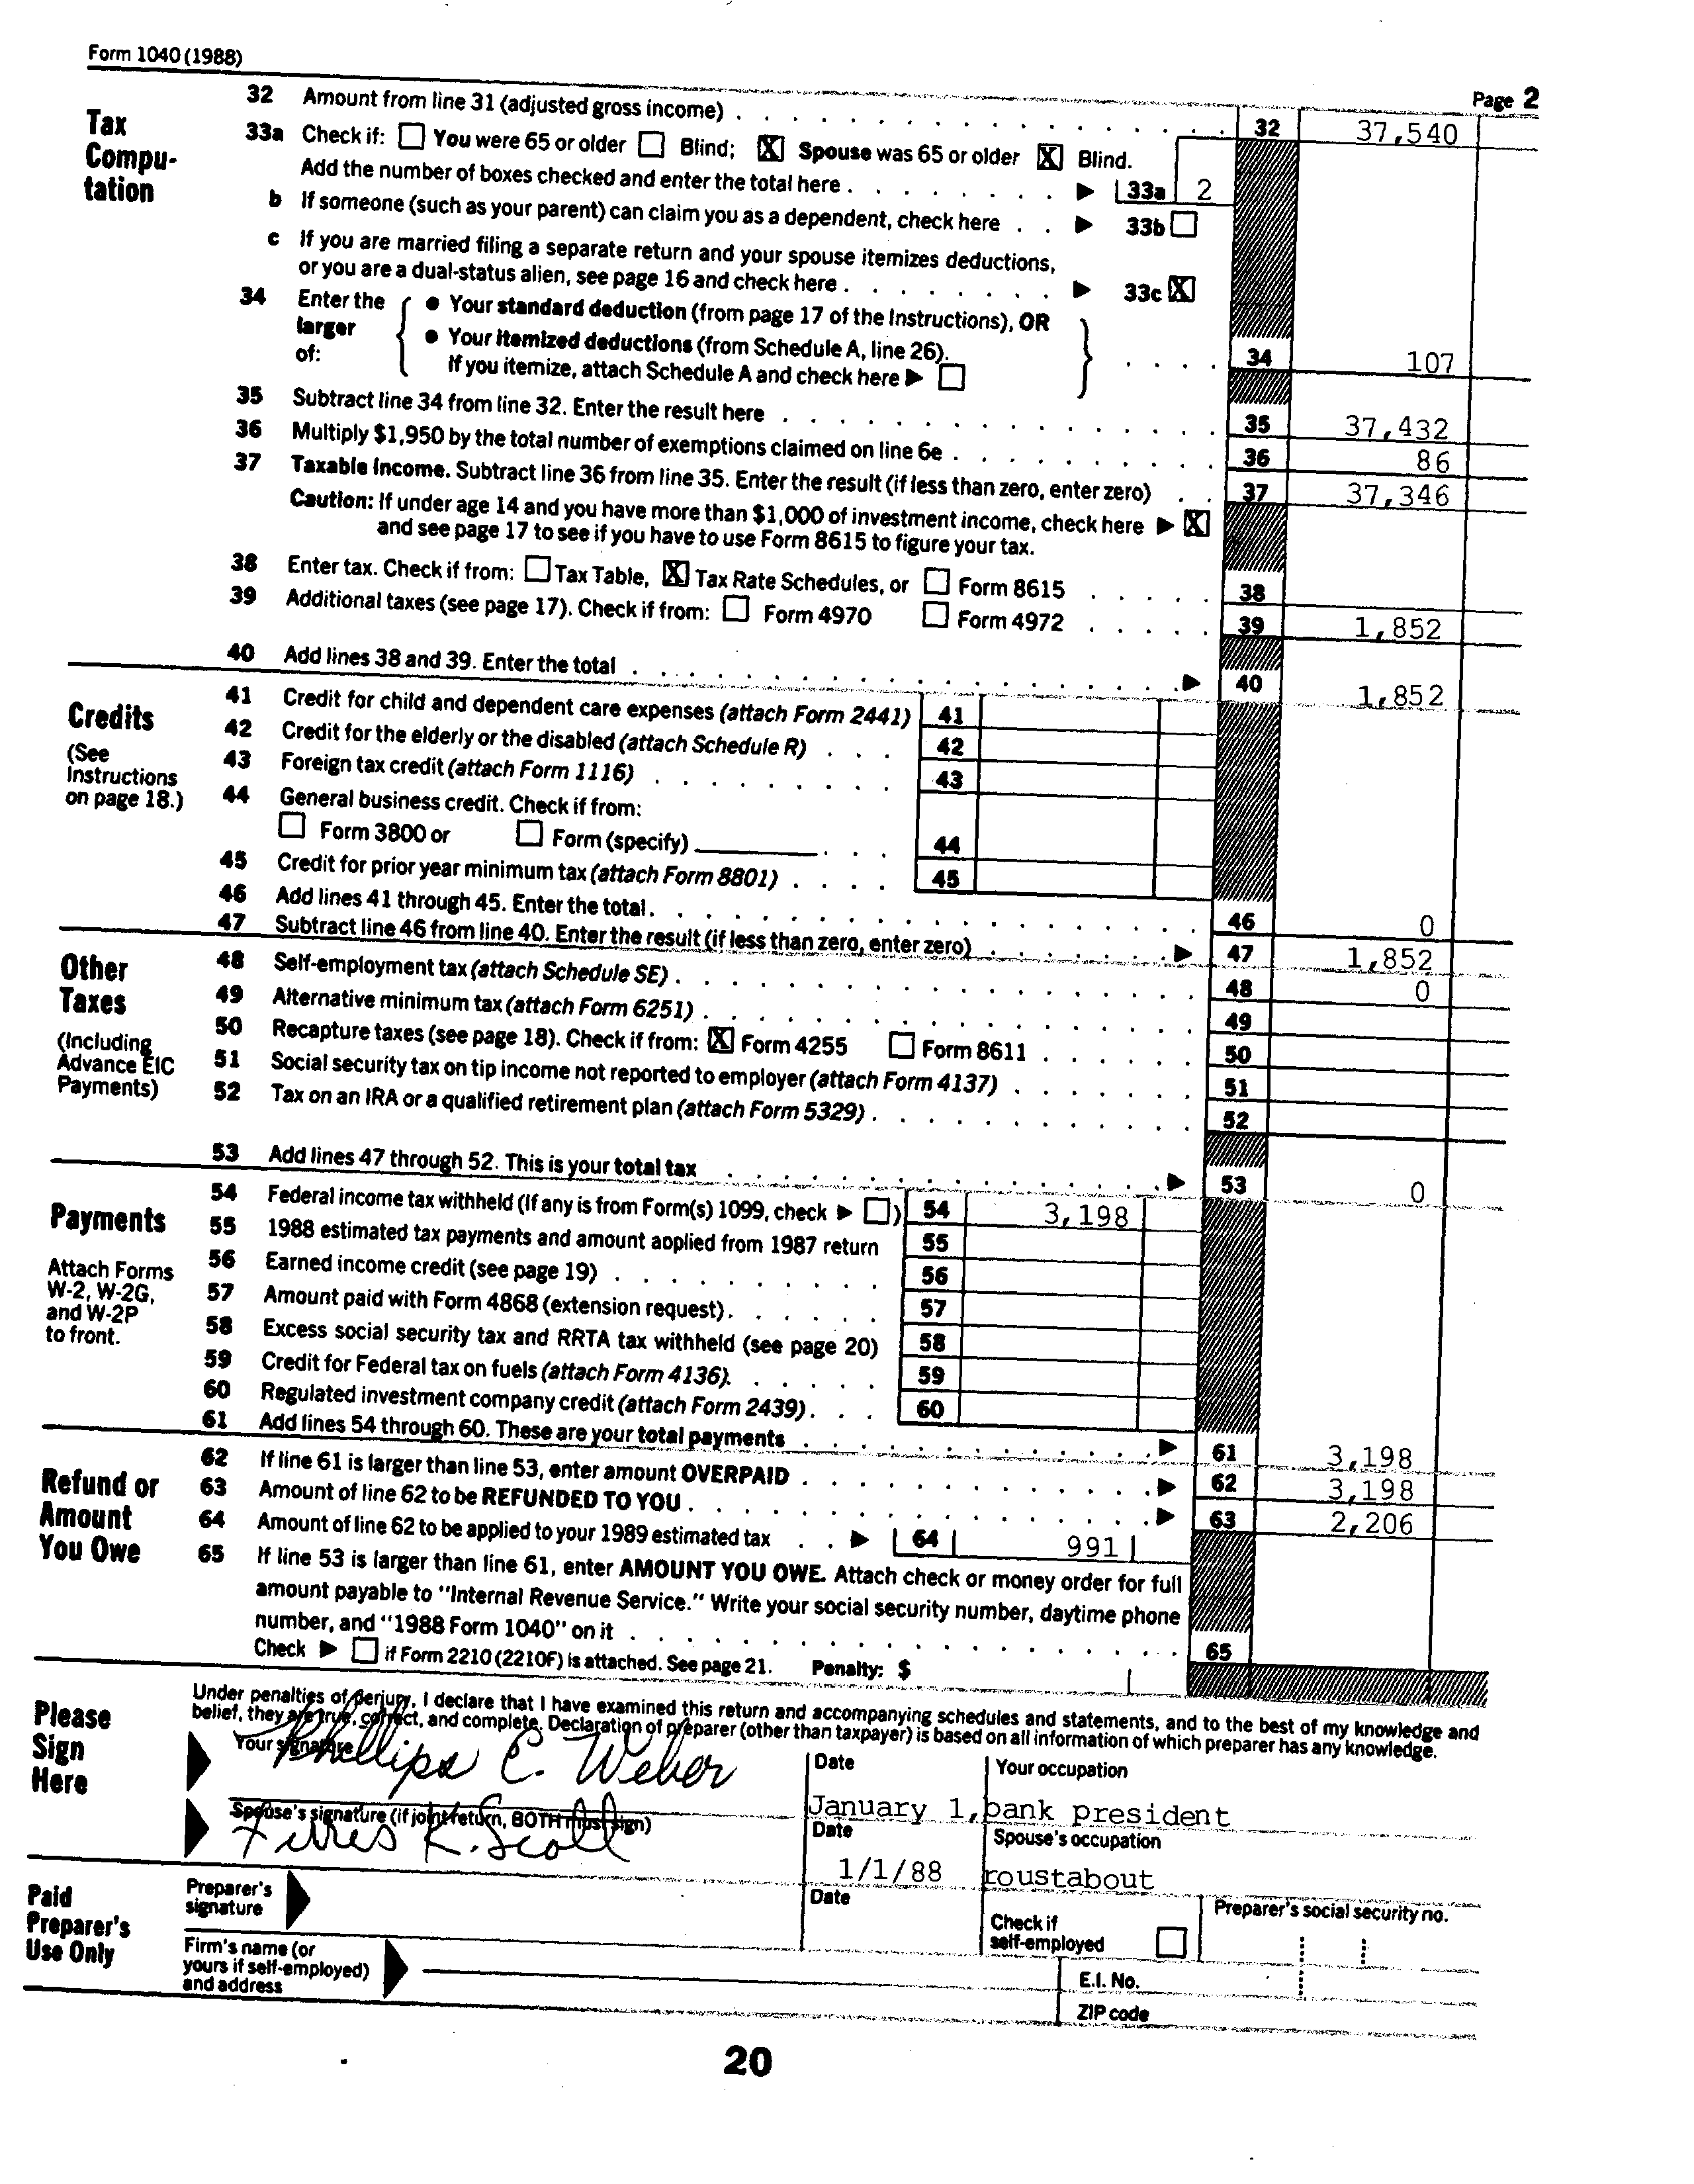 Form 1040 (1988)
Page 2
Tax Compu-
tation
32 Amount from line 31 (adjusted gross income) . . . 32 37,540
33a Check if: ☐ You were 65 or older ☐ Blind; ☒ Spouse was 65 or older ☒ Blind.
Add the number of boxes checked and enter the total here . . . ▶ 33a 2
b If someone (such as your parent) can claim you as a dependent, check here . . ▶ 33b ☐
c If you are married filing a separate return and your spouse itemizes deductions,
or you are a dual-status alien, see page 16 and check here . . . ▶ 33c ☒
34 Enter the larger of: { ● Your standard deduction (from page 17 of the Instructions), OR
● Your itemized deductions (from Schedule A, line 26).
If you itemize, attach Schedule A and check here ▶ ☐ } . . . 34 107
35 Subtract line 34 from line 32. Enter the result here . . . 35 37,432
36 Multiply $1,950 by the total number of exemptions claimed on line 6e . . . 36 86
37 Taxable income. Subtract line 36 from line 35. Enter the result (if less than zero, enter zero) . . 37 37,346
Caution: If under age 14 and you have more than $1,000 of investment income, check here ▶ ☒
and see page 17 to see if you have to use Form 8615 to figure your tax.
38 Enter tax. Check if from: ☐ Tax Table, ☒ Tax Rate Schedules, or ☐ Form 8615 . . . 38
39 Additional taxes (see page 17). Check if from: ☐ Form 4970 ☐ Form 4972 . . . 39 1,852
40 Add lines 38 and 39. Enter the total . . . ▶ 40 1,852
Credits
(See
Instructions
on page 18.)
41 Credit for child and dependent care expenses (attach Form 2441) 41
42 Credit for the elderly or the disabled (attach Schedule R) . . . 42
43 Foreign tax credit (attach Form 1116) . . . 43
44 General business credit. Check if from:
☐ Form 3800 or ☐ Form (specify) . . . 44
45 Credit for prior year minimum tax (attach Form 8801) . . . 45
46 Add lines 41 through 45. Enter the total . . . 46 0
47 Subtract line 46 from line 40. Enter the result (if less than zero, enter zero) . . . ▶ 47 1,852
Other
Taxes
(Including
Advance EIC
Payments)
48 Self-employment tax (attach Schedule SE) . . . 48 0
49 Alternative minimum tax (attach Form 6251) . . . 49
50 Recapture taxes (see page 18). Check if from: ☒ Form 4255 ☐ Form 8611 . . . 50
51 Social security tax on tip income not reported to employer (attach Form 4137) . . . 51
52 Tax on an IRA or a qualified retirement plan (attach Form 5329) . . . 52
53 Add lines 47 through 52. This is your total tax . . . ▶ 53 0
Payments
Attach Forms
W-2, W-2G,
and W-2P
to front.
54 Federal income tax withheld (If any is from Form(s) 1099, check ▶ ☐) 54 3,198
55 1988 estimated tax payments and amount applied from 1987 return 55
56 Earned income credit (see page 19) . . . 56
57 Amount paid with Form 4868 (extension request) . . . 57
58 Excess social security tax and RRTA tax withheld (see page 20) 58
59 Credit for Federal tax on fuels (attach Form 4136) . . . 59
60 Regulated investment company credit (attach Form 2439) . . . 60
61 Add lines 54 through 60. These are your total payments . . . ▶ 61 3,198
Refund or
Amount
You Owe
62 If line 61 is larger than line 53, enter amount OVERPAID . . . ▶ 62 3,198
63 Amount of line 62 to be REFUNDED TO YOU . . . ▶ 63 2,206
64 Amount of line 62 to be applied to your 1989 estimated tax . . ▶ 64 991
65 If line 53 is larger than line 61, enter AMOUNT YOU OWE. Attach check or money order for full
amount payable to "Internal Revenue Service." Write your social security number, daytime phone
number, and "1988 Form 1040" on it . . . 65
Check ▶ ☐ if Form 2210 (2210F) is attached. See page 21. Penalty: $
Please
Sign
Here
Under penalties of perjury, I declare that I have examined this return and accompanying schedules and statements, and to the best of my knowledge and
belief, they are true, correct, and complete. Declaration of preparer (other than taxpayer) is based on all information of which preparer has any knowledge.
Your signature Date Your occupation
Phillipa C. Weber January 1, bank president
Spouse's signature (if joint return, BOTH must sign) Date Spouse's occupation
K. Scott 1/1/88 roustabout
Paid
Preparer's
Use Only
Preparer's
signature
Date
Check if
self-employed ☐
Preparer's social security no.
Firm's name (or
yours if self-employed)
and address
E.I. No.
ZIP code
20